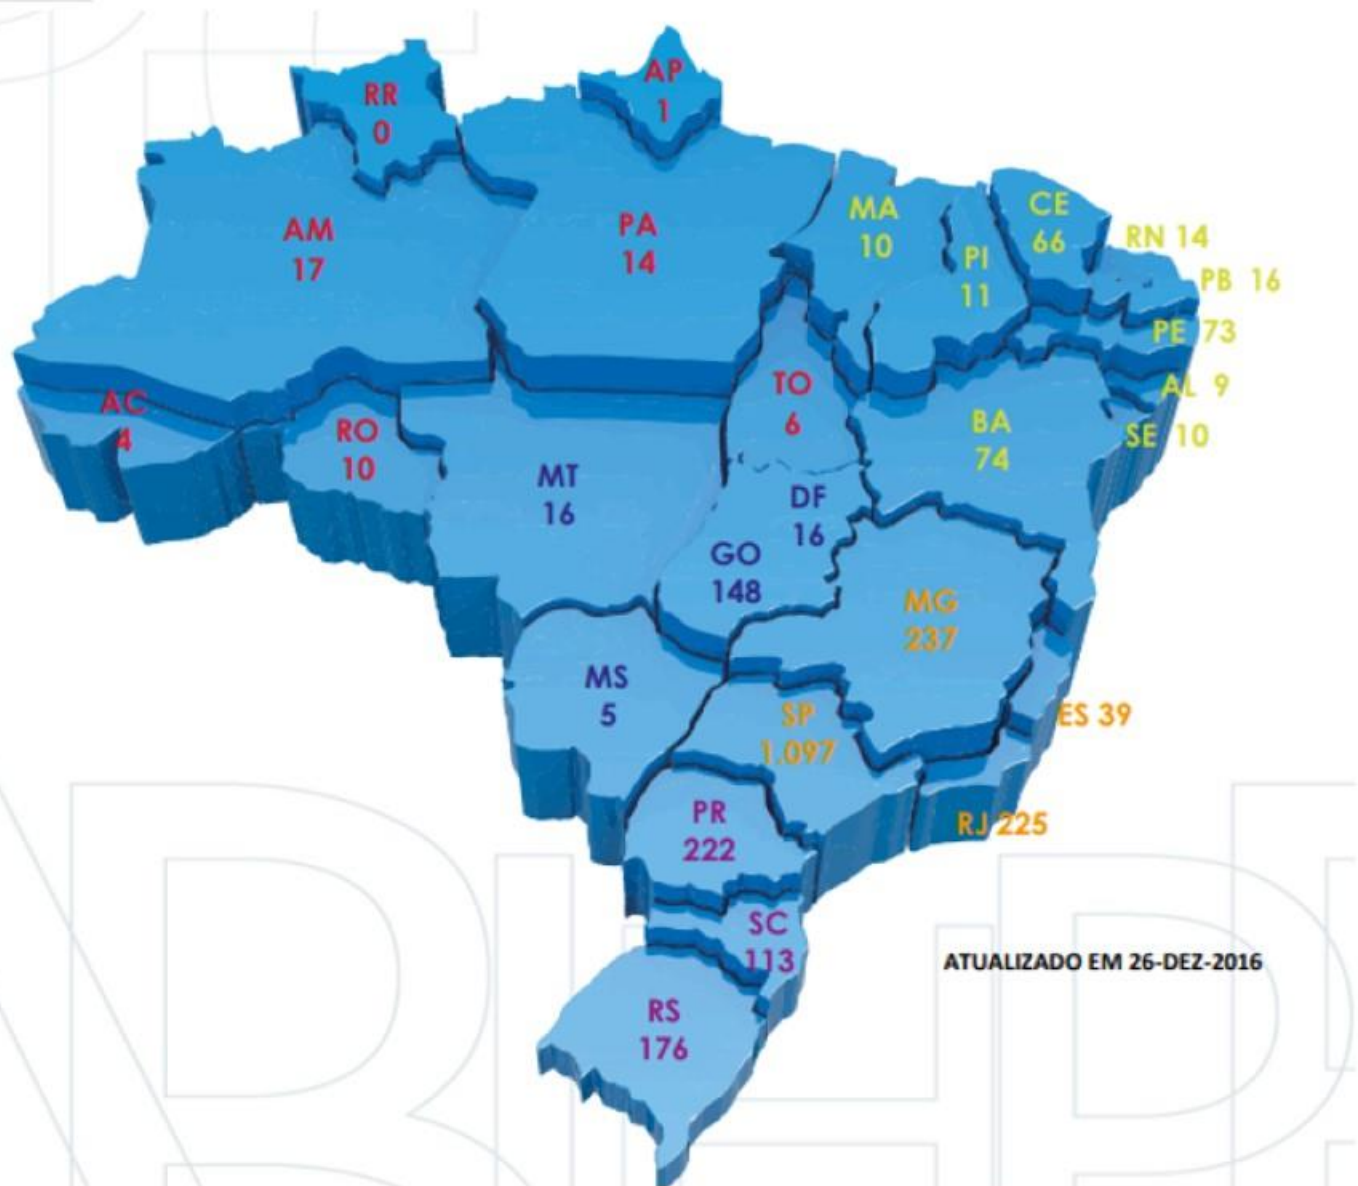 AP
1
RR
0
AM
17
PA
14
MA
10
PI
11
CE
66
RN 14
PB 16
PE 73
AL 9
SE 10
AC
4
RO
10
TO
6
BA
74
MT
16
DF
16
GO
148
MG
237
MS
5
SP
1.097
ES 39
RJ 225
PR
222
SC
113
RS
176
ATUALIZADO EM 26-DEZ-2016